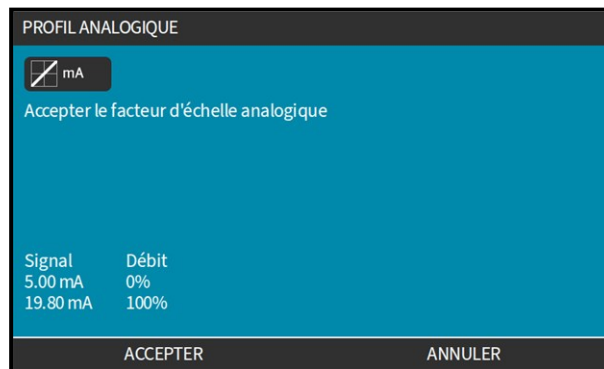 PROFIL ANALOGIQUE
mA
Accepter le facteur d'échelle analogique
Signal Débit
5.00 mA 0%
19.80 mA 100%
ACCEPTER ANNULER